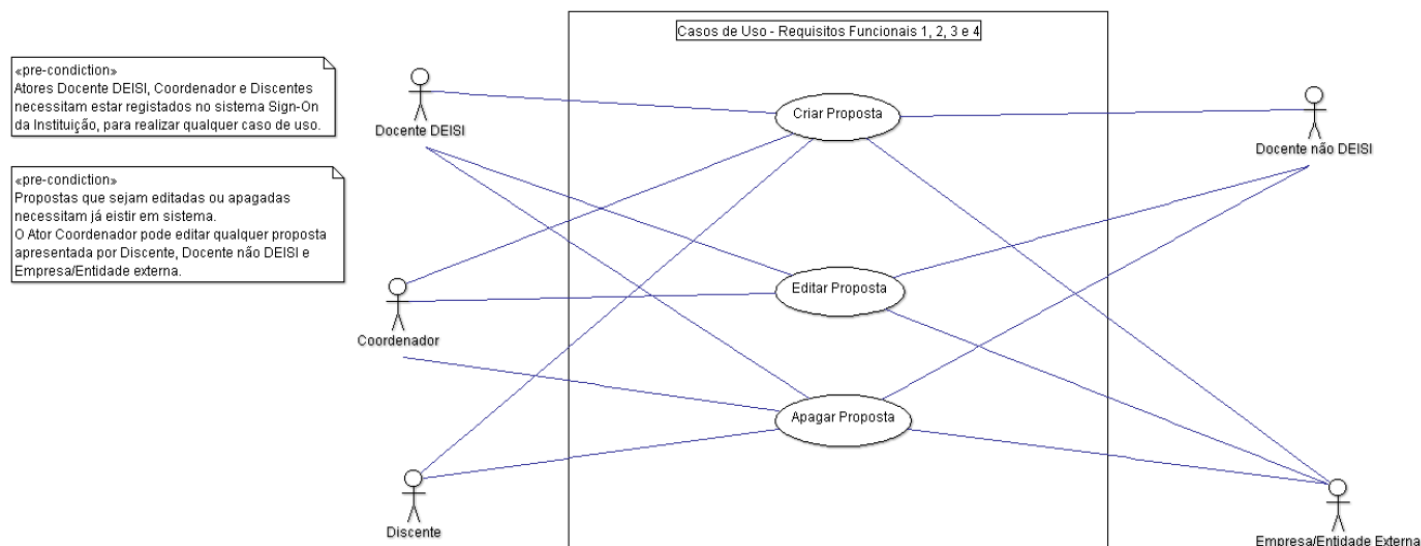 Casos de Uso - Requisitos Funcionais 1, 2, 3 e 4
«pre-condiction»
Atores Docente DEISI, Coordenador e Discentes
necessitam estar registados no sistema Sign-On
da Instituição, para realizar qualquer caso de uso.
«pre-condiction»
Propostas que sejam editadas ou apagadas
necessitam já eistir em sistema.
O Ator Coordenador pode editar qualquer proposta
apresentada por Discente, Docente não DEISI e
Empresa/Entidade externa.
Docente DEISI
Criar Proposta
Docente não DEISI
Editar Proposta
Coordenador
Apagar Proposta
Discente
Empresa/Entidade Externa